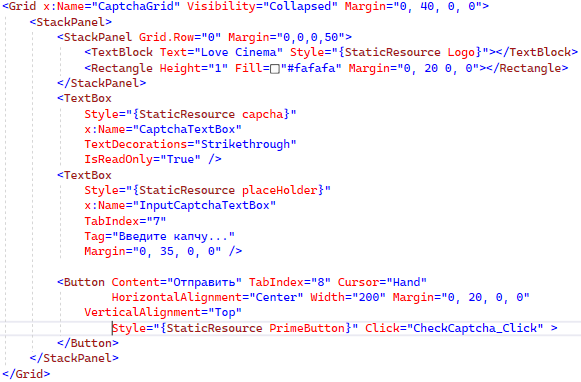 <Grid x:Name="CaptchaGrid" Visibility="Collapsed" Margin="0, 40, 0, 0">
<StackPanel>
<StackPanel Grid.Row="0" Margin="0,0,0,50">
<TextBlock Text="Love Cinema" Style="{StaticResource Logo}"></TextBlock>
<Rectangle Height="1" Fill="#fafafa" Margin="0, 20 0, 0"></Rectangle>
</StackPanel>
<TextBox
Style="{StaticResource capcha}"
x:Name="CaptchaTextBox"
TextDecorations="Strikethrough"
IsReadOnly="True" />
<TextBox
Style="{StaticResource placeHolder}"
x:Name="InputCaptchaTextBox"
TabIndex="7"
Tag="Введите капчу..."
Margin="0, 35, 0, 0" />
<Button Content="Отправить" TabIndex="8" Cursor="Hand"
HorizontalAlignment="Center" Width="200" Margin="0, 20, 0, 0"
VerticalAlignment="Top"
Style="{StaticResource PrimeButton}" Click="CheckCaptcha_Click" >
</Button>
</StackPanel>
</Grid>